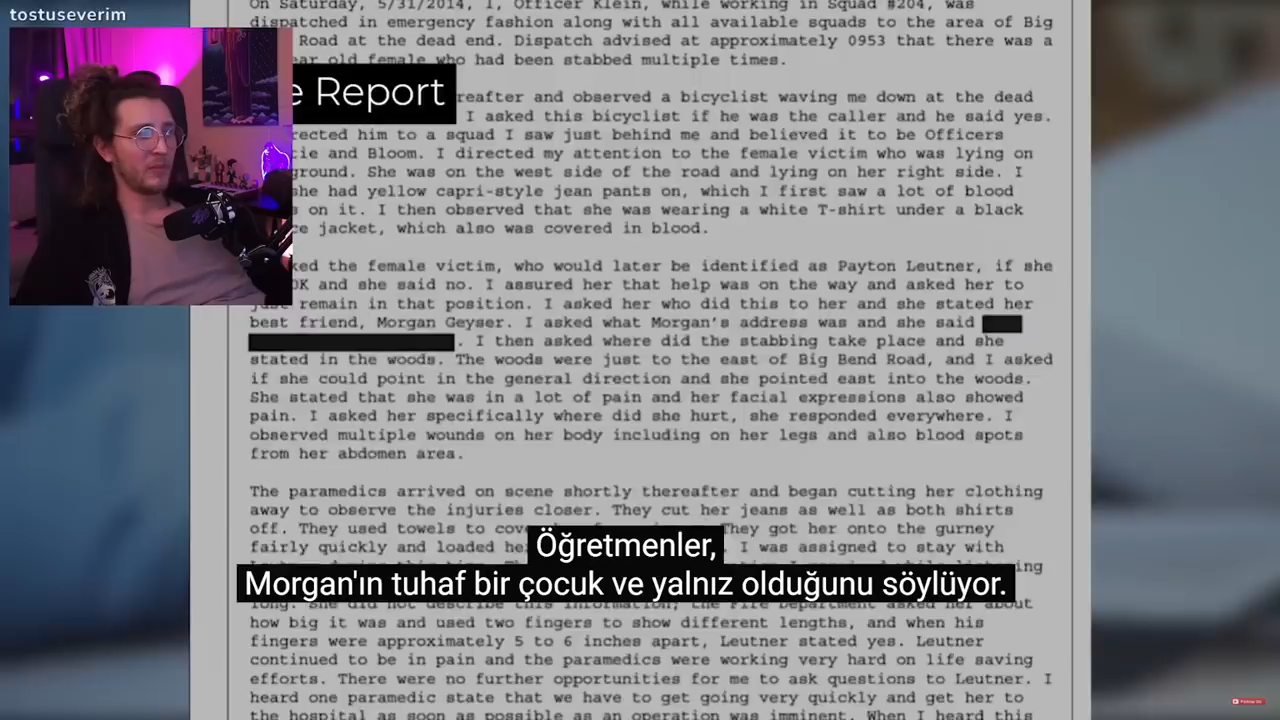 tostuseverim
On Saturday, 5/31/2014, I, Officer Klein, while working in Squad #204, was
dispatched in emergency fashion along with all available squads to the area of Big
Road at the dead end. Dispatch advised at approximately 0953 that there was a
ear old female who had been stabbed multiple times.
e Report
reafter and observed a bicyclist waving me down at the dead
I asked this bicyclist if he was the caller and he said yes.
rected him to a squad I saw just behind me and believed it to be Officers
tie and Bloom. I directed my attention to the female victim who was lying on
ground. She was on the west side of the road and lying on her right side. I
she had yellow capri-style jean pants on, which I first saw a lot of blood
s on it. I then observed that she was wearing a white T-shirt under a black
ce jacket, which also was covered in blood.
ked the female victim, who would later be identified as Payton Leutner, if she
OK and she said no. I assured her that help was on the way and asked her to
just remain in that position. I asked her who did this to her and she stated her
best friend, Morgan Geyser. I asked what Morgan's address was and she said
. I then asked where did the stabbing take place and she
stated in the woods. The woods were just to the east of Big Bend Road, and I asked
if she could point in the general direction and she pointed east into the woods.
She stated that she was in a lot of pain and her facial expressions also showed
pain. I asked her specifically where did she hurt, she responded everywhere. I
observed multiple wounds on her body including on her legs and also blood spots
from her abdomen area.
The paramedics arrived on scene shortly thereafter and began cutting her clothing
away to observe the injuries closer. They cut her jeans as well as both shirts
off. They used towels to cove They got her onto the gurney
fairly quickly and loaded he I was assigned to stay with
Öğretmenler,
Morgan'ın tuhaf bir çocuk ve yalnız olduğunu söylüyor.
long. She did not describe this information; the Fire Department asked her about
how big it was and used two fingers to show different lengths, and when his
fingers were approximately 5 to 6 inches apart, Leutner stated yes. Leutner
continued to be in pain and the paramedics were working very hard on life saving
efforts. There were no further opportunities for me to ask questions to Leutner. I
heard one paramedic state that we have to get going very quickly and get her to
the hospital as soon as possible as an operation was imminent. When I heard this